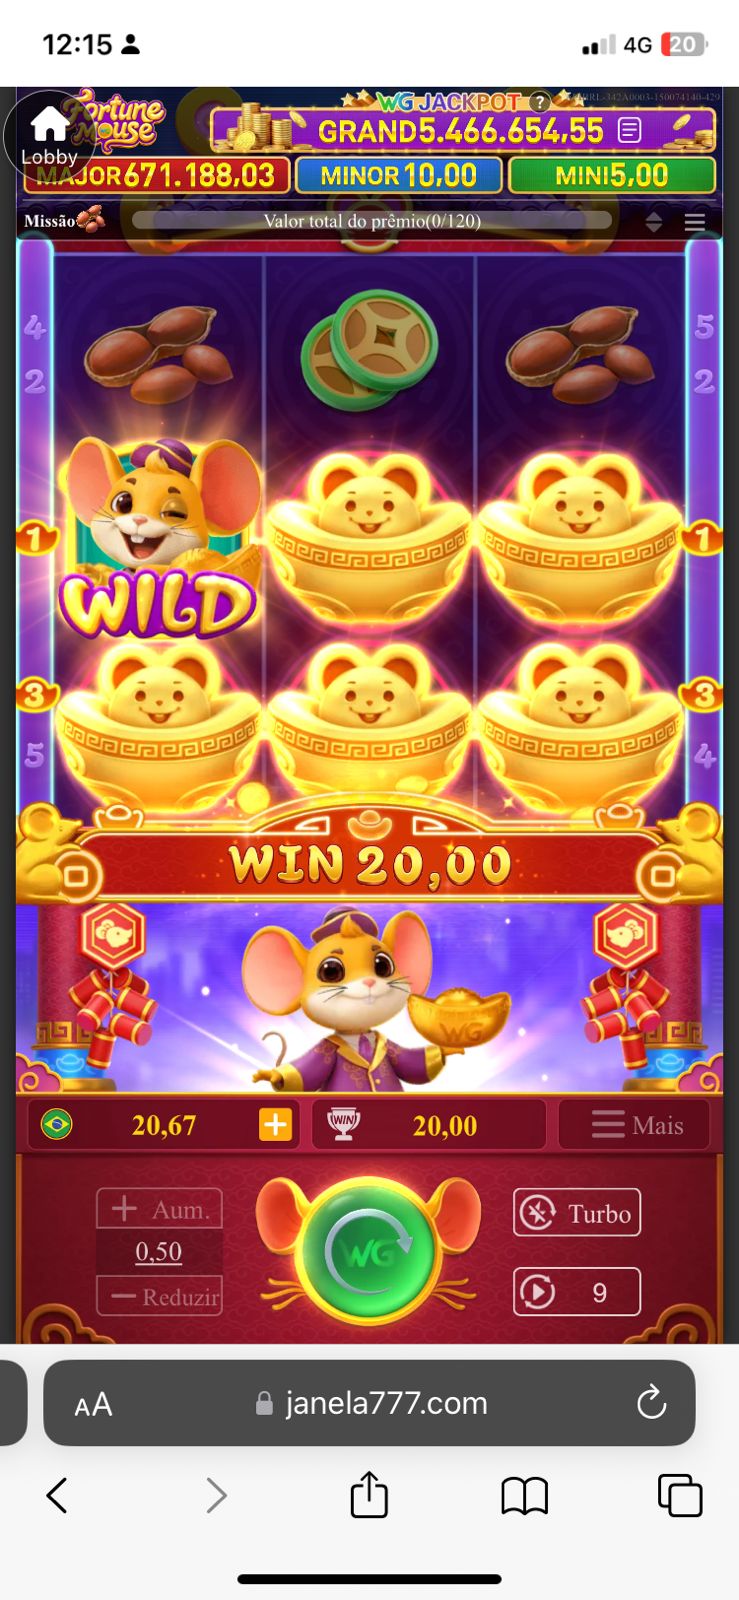 12:15
4G 20
Fortune Mouse
WG JACKPOT ?
GRAND5.466.654,55
Lobby
MAJOR671.188,03
MINOR10,00
MINI5,00
Missão
Valor total do prêmio(0/120)
4 5
2 2
1 1
WILD
3 3
5 4
WIN 20,00
WG
20,67 + WIN 20,00 Mais
+ Aum.
0,50
Reduzir
WG
Turbo
9
AA janela777.com